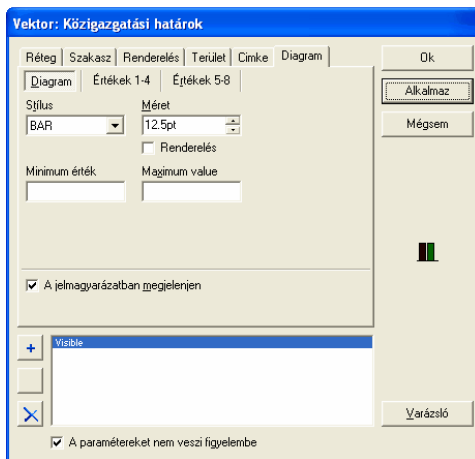 Vektor: Közigazgatási határok
Réteg Szakasz Renderelés Terület Cimke Diagram
Ok
Diagram Értékek 1-4 Értékek 5-8
Alkalmaz
Stílus Méret
BAR 12.5pt
Mégsem
Renderelés
Minimum érték Maximum value
A jelmagyarázatban megjelenjen
Visible
Varázsló
A paramétereket nem veszi figyelembe